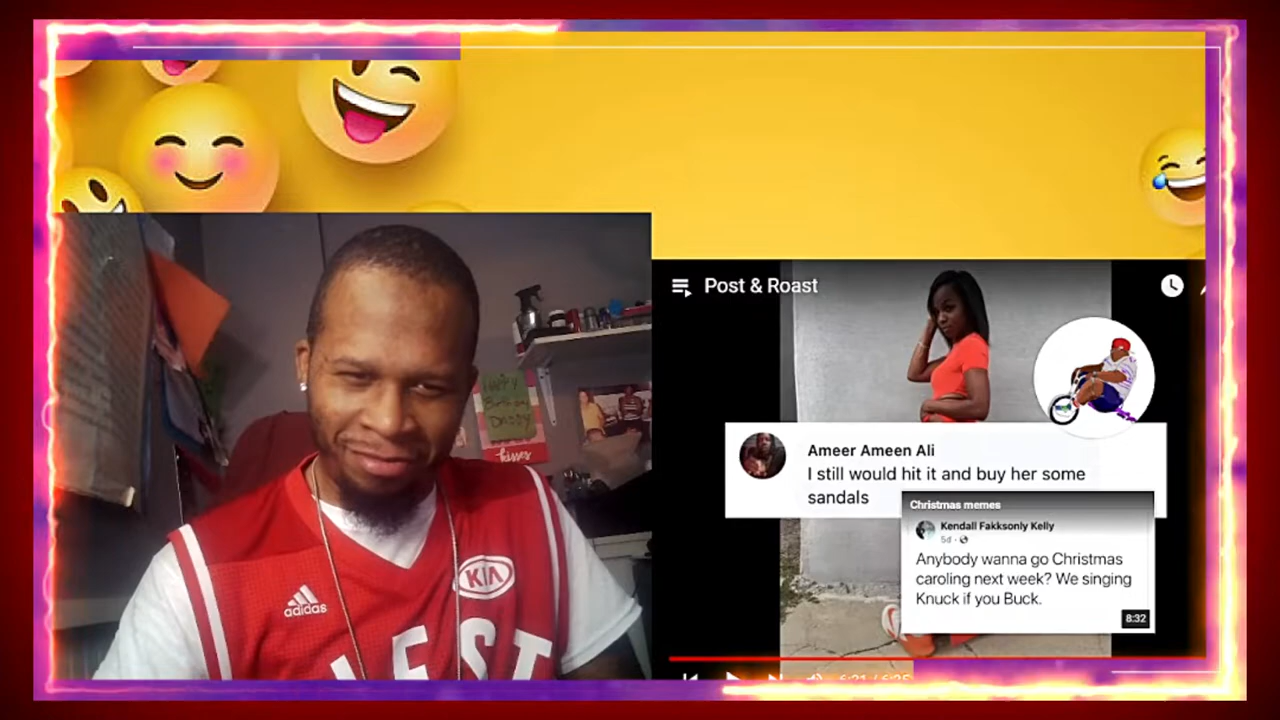 Post & Roast
Ameer Ameen Ali
I still would hit it and buy her some
sandals
Christmas memes
Kendall Fakksonly Kelly
5d ·
Anybody wanna go Christmas
caroling next week? We singing
Knuck if you Buck.
8:32
HAPPY
Birthday
DADDY
kisses
KIA
adidas